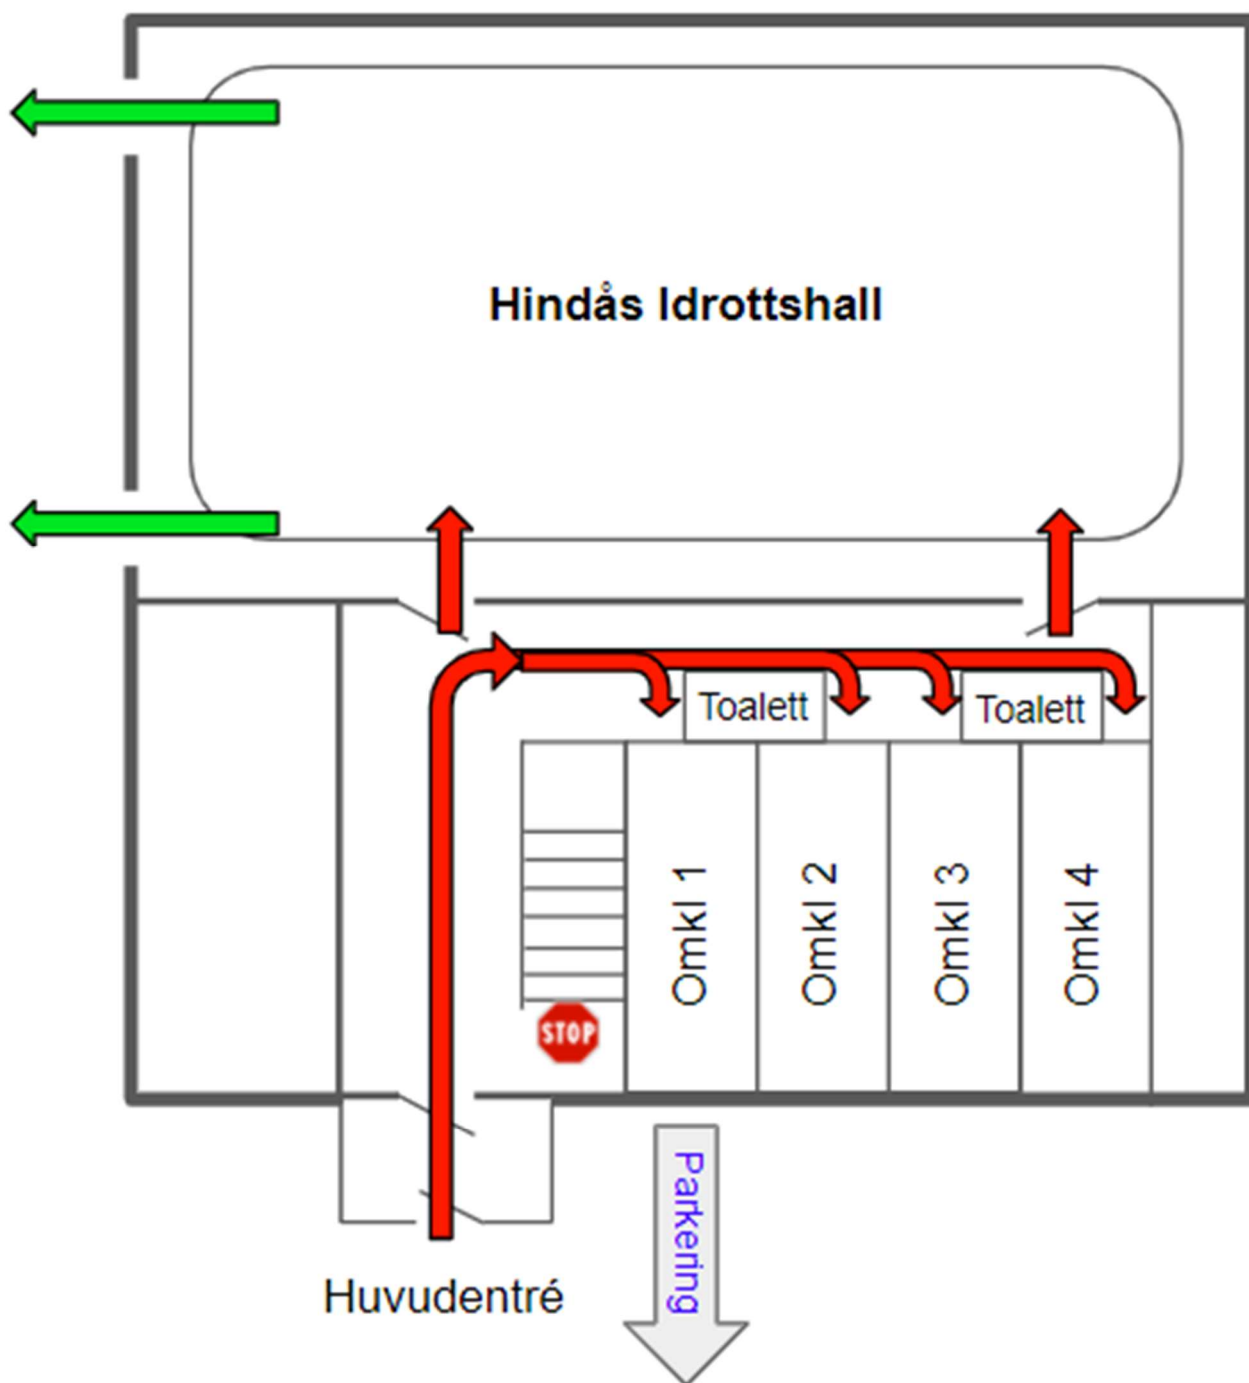 Hindås Idrottshall
Toalett
Toalett
Omkl 1
Omkl 2
Omkl 3
Omkl 4
STOP
Parkering
Huvudentré